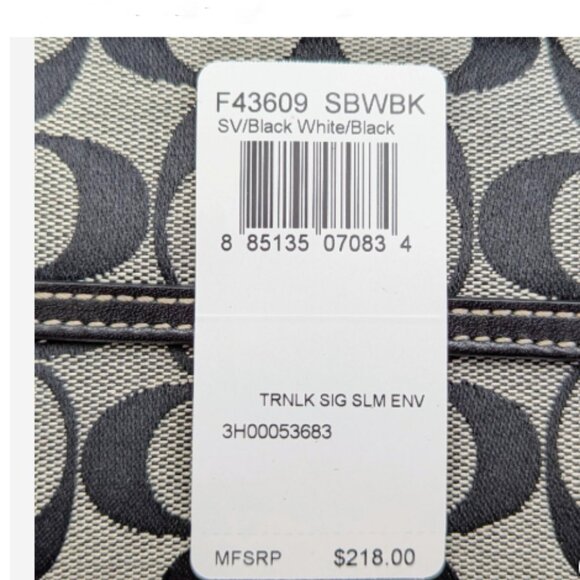 F43609 SBWBK
SV/Black White/Black
8 85135 07083 4
TRNLK SIG SLM ENV
3H00053683
MFSRP $218.00